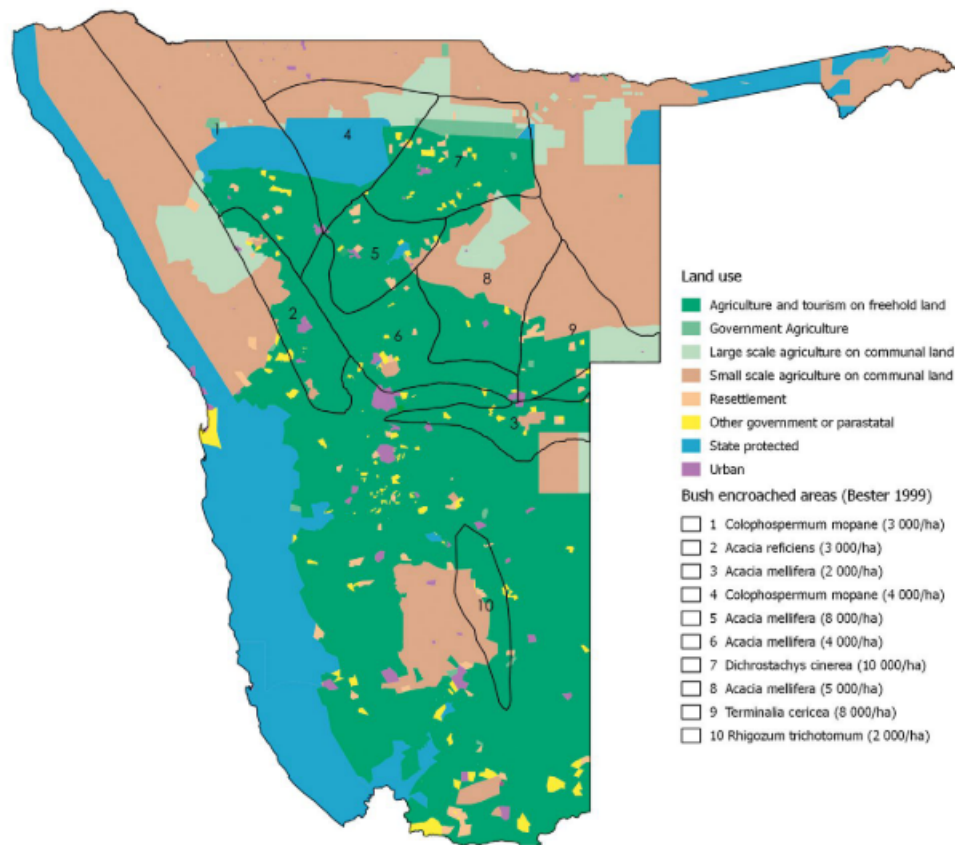 1
4
7
5
8
2
6
9
3
10
Land use
Agriculture and tourism on freehold land
Government Agriculture
Large scale agriculture on communal land
Small scale agriculture on communal land
Resettlement
Other government or parastatal
State protected
Urban
Bush encroached areas (Bester 1999)
1 Colophospermum mopane (3 000/ha)
2 Acacia reficiens (3 000/ha)
3 Acacia mellifera (2 000/ha)
4 Colophospermum mopane (4 000/ha)
5 Acacia mellifera (8 000/ha)
6 Acacia mellifera (4 000/ha)
7 Dichrostachys cinerea (10 000/ha)
8 Acacia mellifera (5 000/ha)
9 Terminalia cericea (8 000/ha)
10 Rhigozum trichotomum (2 000/ha)